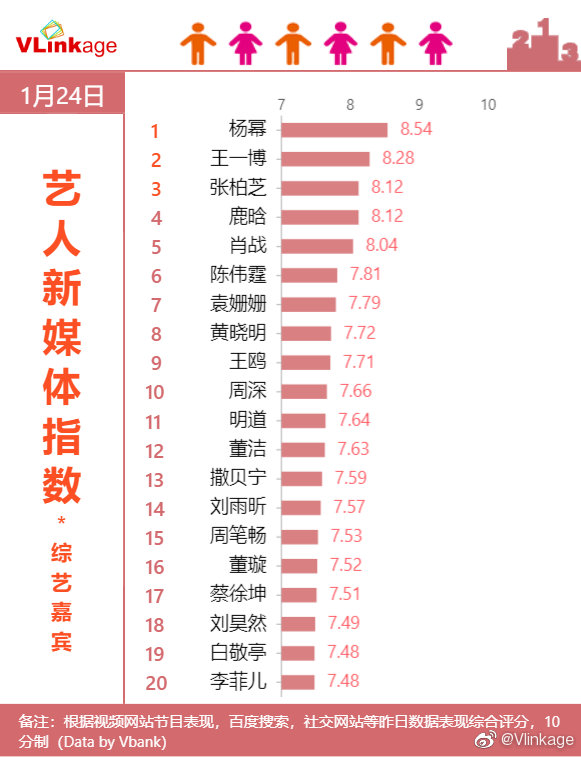 VLinkage
2 1 3
1月24日
艺人新媒体指数
*综艺嘉宾
7 8 9 10
1 杨幂 8.54
2 王一博 8.28
3 张柏芝 8.12
4 鹿晗 8.12
5 肖战 8.04
6 陈伟霆 7.81
7 袁姗姗 7.79
8 黄晓明 7.72
9 王鸥 7.71
10 周深 7.66
11 明道 7.64
12 董洁 7.63
13 撒贝宁 7.59
14 刘雨昕 7.57
15 周笔畅 7.53
16 董璇 7.52
17 蔡徐坤 7.51
18 刘昊然 7.49
19 白敬亭 7.48
20 李菲儿 7.48
备注：根据视频网站节目表现，百度搜索，社交网站等昨日数据表现综合评分，10
分制（Data by Vbank）
@Vlinkage